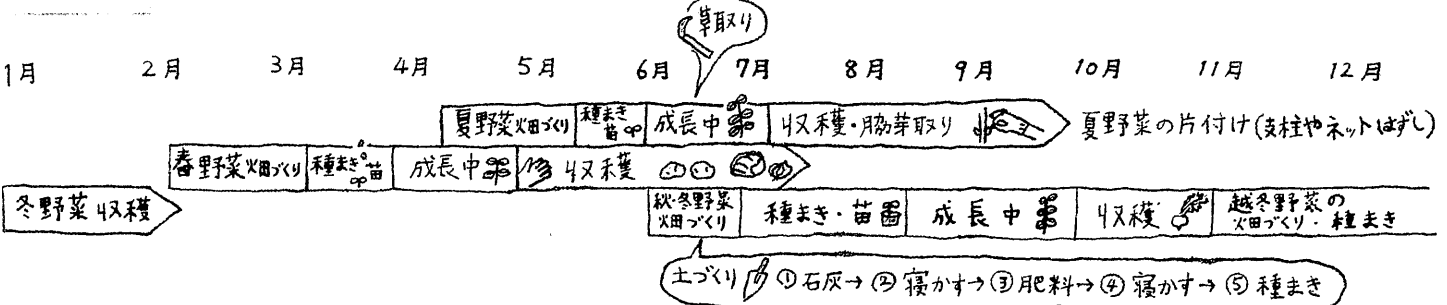 草取り
1月 2月 3月 4月 5月 6月 7月 8月 9月 10月 11月 12月
夏野菜畑づくり 種まき 苗 成長中 収穫・脇芽取り 夏野菜の片付け(支柱やネットはずし)
春野菜畑づくり 種まき 苗 成長中 収穫
冬野菜収穫 秋・冬野菜 畑づくり 種まき・苗 成長中 収穫 越冬野菜の 畑づくり・種まき
土づくり ①石灰→②寝かす→③肥料→④寝かす→⑤種まき